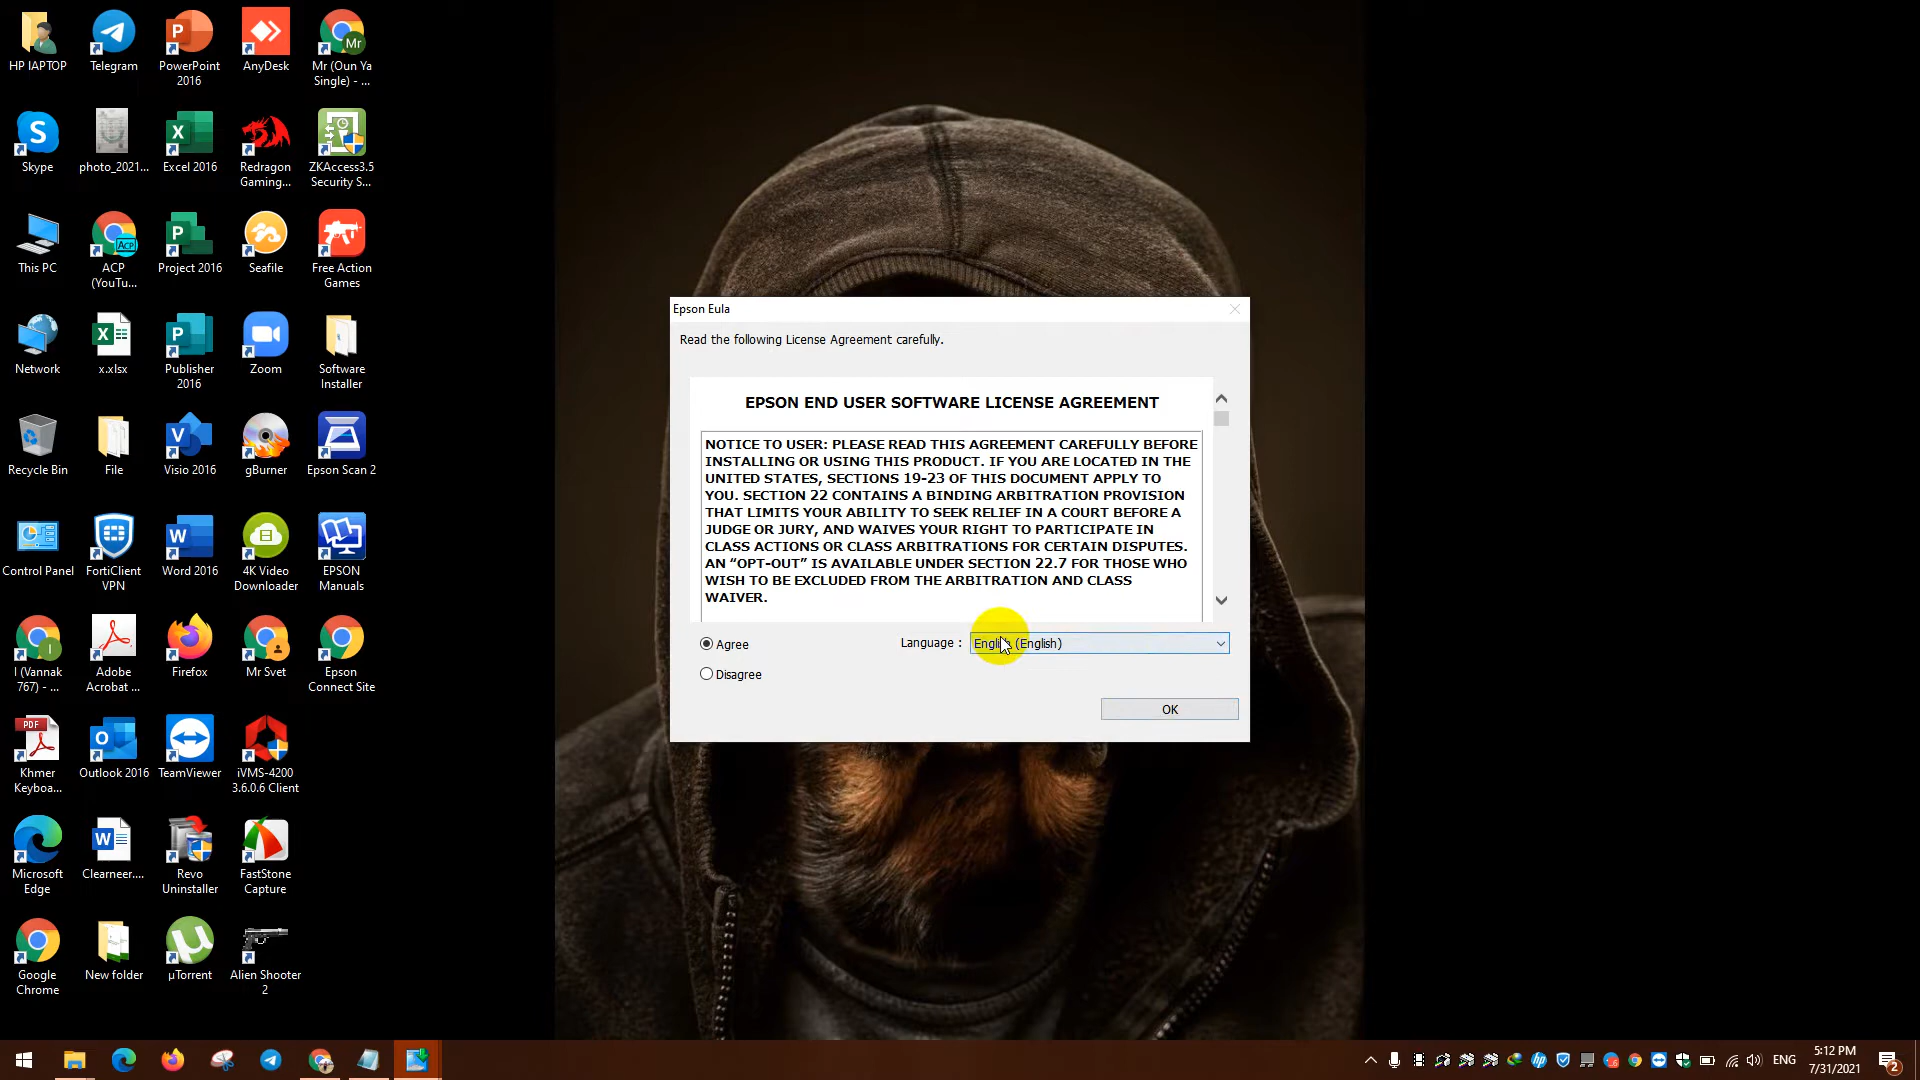 HP lAPTOP
Telegram
PowerPoint
2016
AnyDesk
Mr (Oun Ya
Single) - ...
Skype
photo_2021...
Excel 2016
Redragon
Gaming...
ZKAccess3.5
Security S...
This PC
ACP
(YouTu...
Project 2016
Seafile
Free Action
Games
Network
x.xlsx
Publisher
2016
Zoom
Software
Installer
Recycle Bin
File
Visio 2016
gBurner
Epson Scan 2
Control Panel
FortiClient
VPN
Word 2016
4K Video
Downloader
EPSON
Manuals
I (Vannak
767) - ...
Adobe
Acrobat ...
Firefox
Mr Svet
Epson
Connect Site
Khmer
Keyboa...
Outlook 2016
TeamViewer
iVMS-4200
3.6.0.6 Client
Microsoft
Edge
Clearneer....
Revo
Uninstaller
FastStone
Capture
Google
Chrome
New folder
µTorrent
Alien Shooter
2
Epson Eula
Read the following License Agreement carefully.
EPSON END USER SOFTWARE LICENSE AGREEMENT
NOTICE TO USER: PLEASE READ THIS AGREEMENT CAREFULLY BEFORE
INSTALLING OR USING THIS PRODUCT. IF YOU ARE LOCATED IN THE
UNITED STATES, SECTIONS 19-23 OF THIS DOCUMENT APPLY TO
YOU. SECTION 22 CONTAINS A BINDING ARBITRATION PROVISION
THAT LIMITS YOUR ABILITY TO SEEK RELIEF IN A COURT BEFORE A
JUDGE OR JURY, AND WAIVES YOUR RIGHT TO PARTICIPATE IN
CLASS ACTIONS OR CLASS ARBITRATIONS FOR CERTAIN DISPUTES.
AN “OPT-OUT” IS AVAILABLE UNDER SECTION 22.7 FOR THOSE WHO
WISH TO BE EXCLUDED FROM THE ARBITRATION AND CLASS
WAIVER.
Agree
Language :
English (English)
Disagree
OK
ENG
5:12 PM
7/31/2021
2